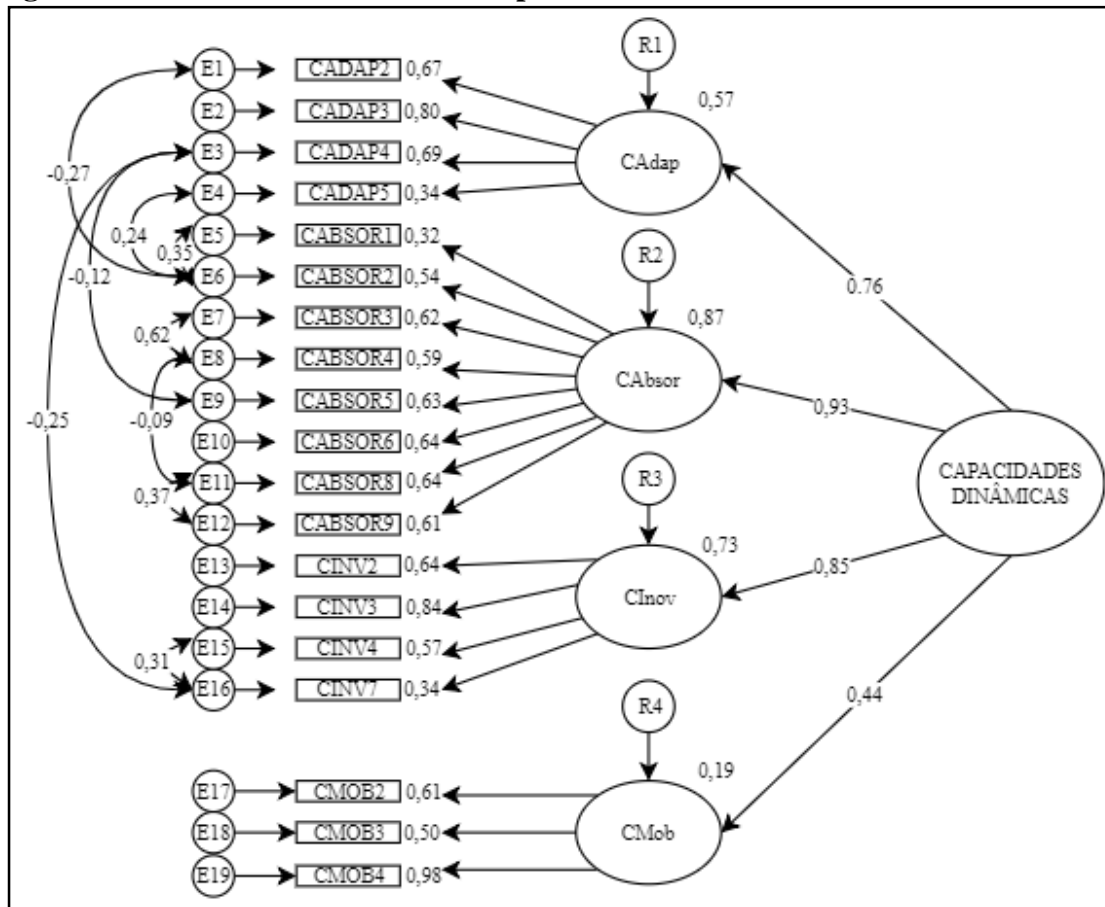 R1
E1 CADAP2 0,67
0,57
E2 CADAP3 0,80
E3 CADAP4 0,69
CAdap
-0,27
E4 CADAP5 0,34
0,24
E5 CABSOR1 0,32
0,35
R2
E6 CABSOR2 0,54
-0,12
0.76
E7 CABSOR3 0,62
0,87
0,62
E8 CABSOR4 0,59
CAbsor
E9 CABSOR5 0,63
0,93
-0,25
-0,09
E10 CABSOR6 0,64
E11 CABSOR8 0,64
CAPACIDADES
DINÂMICAS
R3
0,37
E12 CABSOR9 0,61
0,73
E13 CINV2 0,64
0,85
CInov
E14 CINV3 0,84
E15 CINV4 0,57
0,31
E16 CINV7 0,34
0,44
R4
0,19
E17 CMOB2 0,61
E18 CMOB3 0,50
CMob
E19 CMOB4 0,98